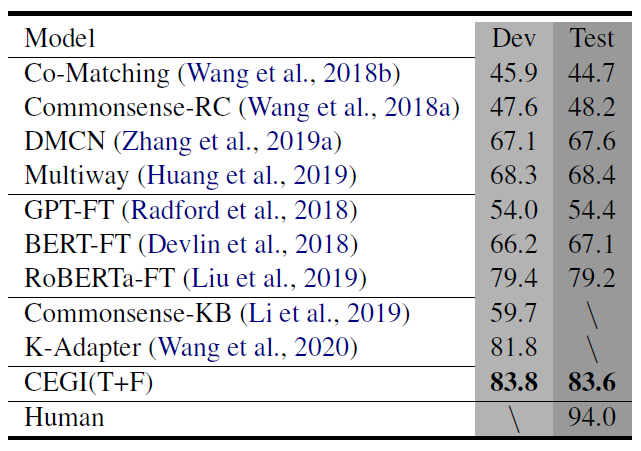 Model Dev Test
Co-Matching (Wang et al., 2018b) 45.9 44.7
Commonsense-RC (Wang et al., 2018a) 47.6 48.2
DMCN (Zhang et al., 2019a) 67.1 67.6
Multiway (Huang et al., 2019) 68.3 68.4
GPT-FT (Radford et al., 2018) 54.0 54.4
BERT-FT (Devlin et al., 2018) 66.2 67.1
RoBERTa-FT (Liu et al., 2019) 79.4 79.2
Commonsense-KB (Li et al., 2019) 59.7 \
K-Adapter (Wang et al., 2020) 81.8 \
CEGI(T+F) 83.8 83.6
Human \ 94.0